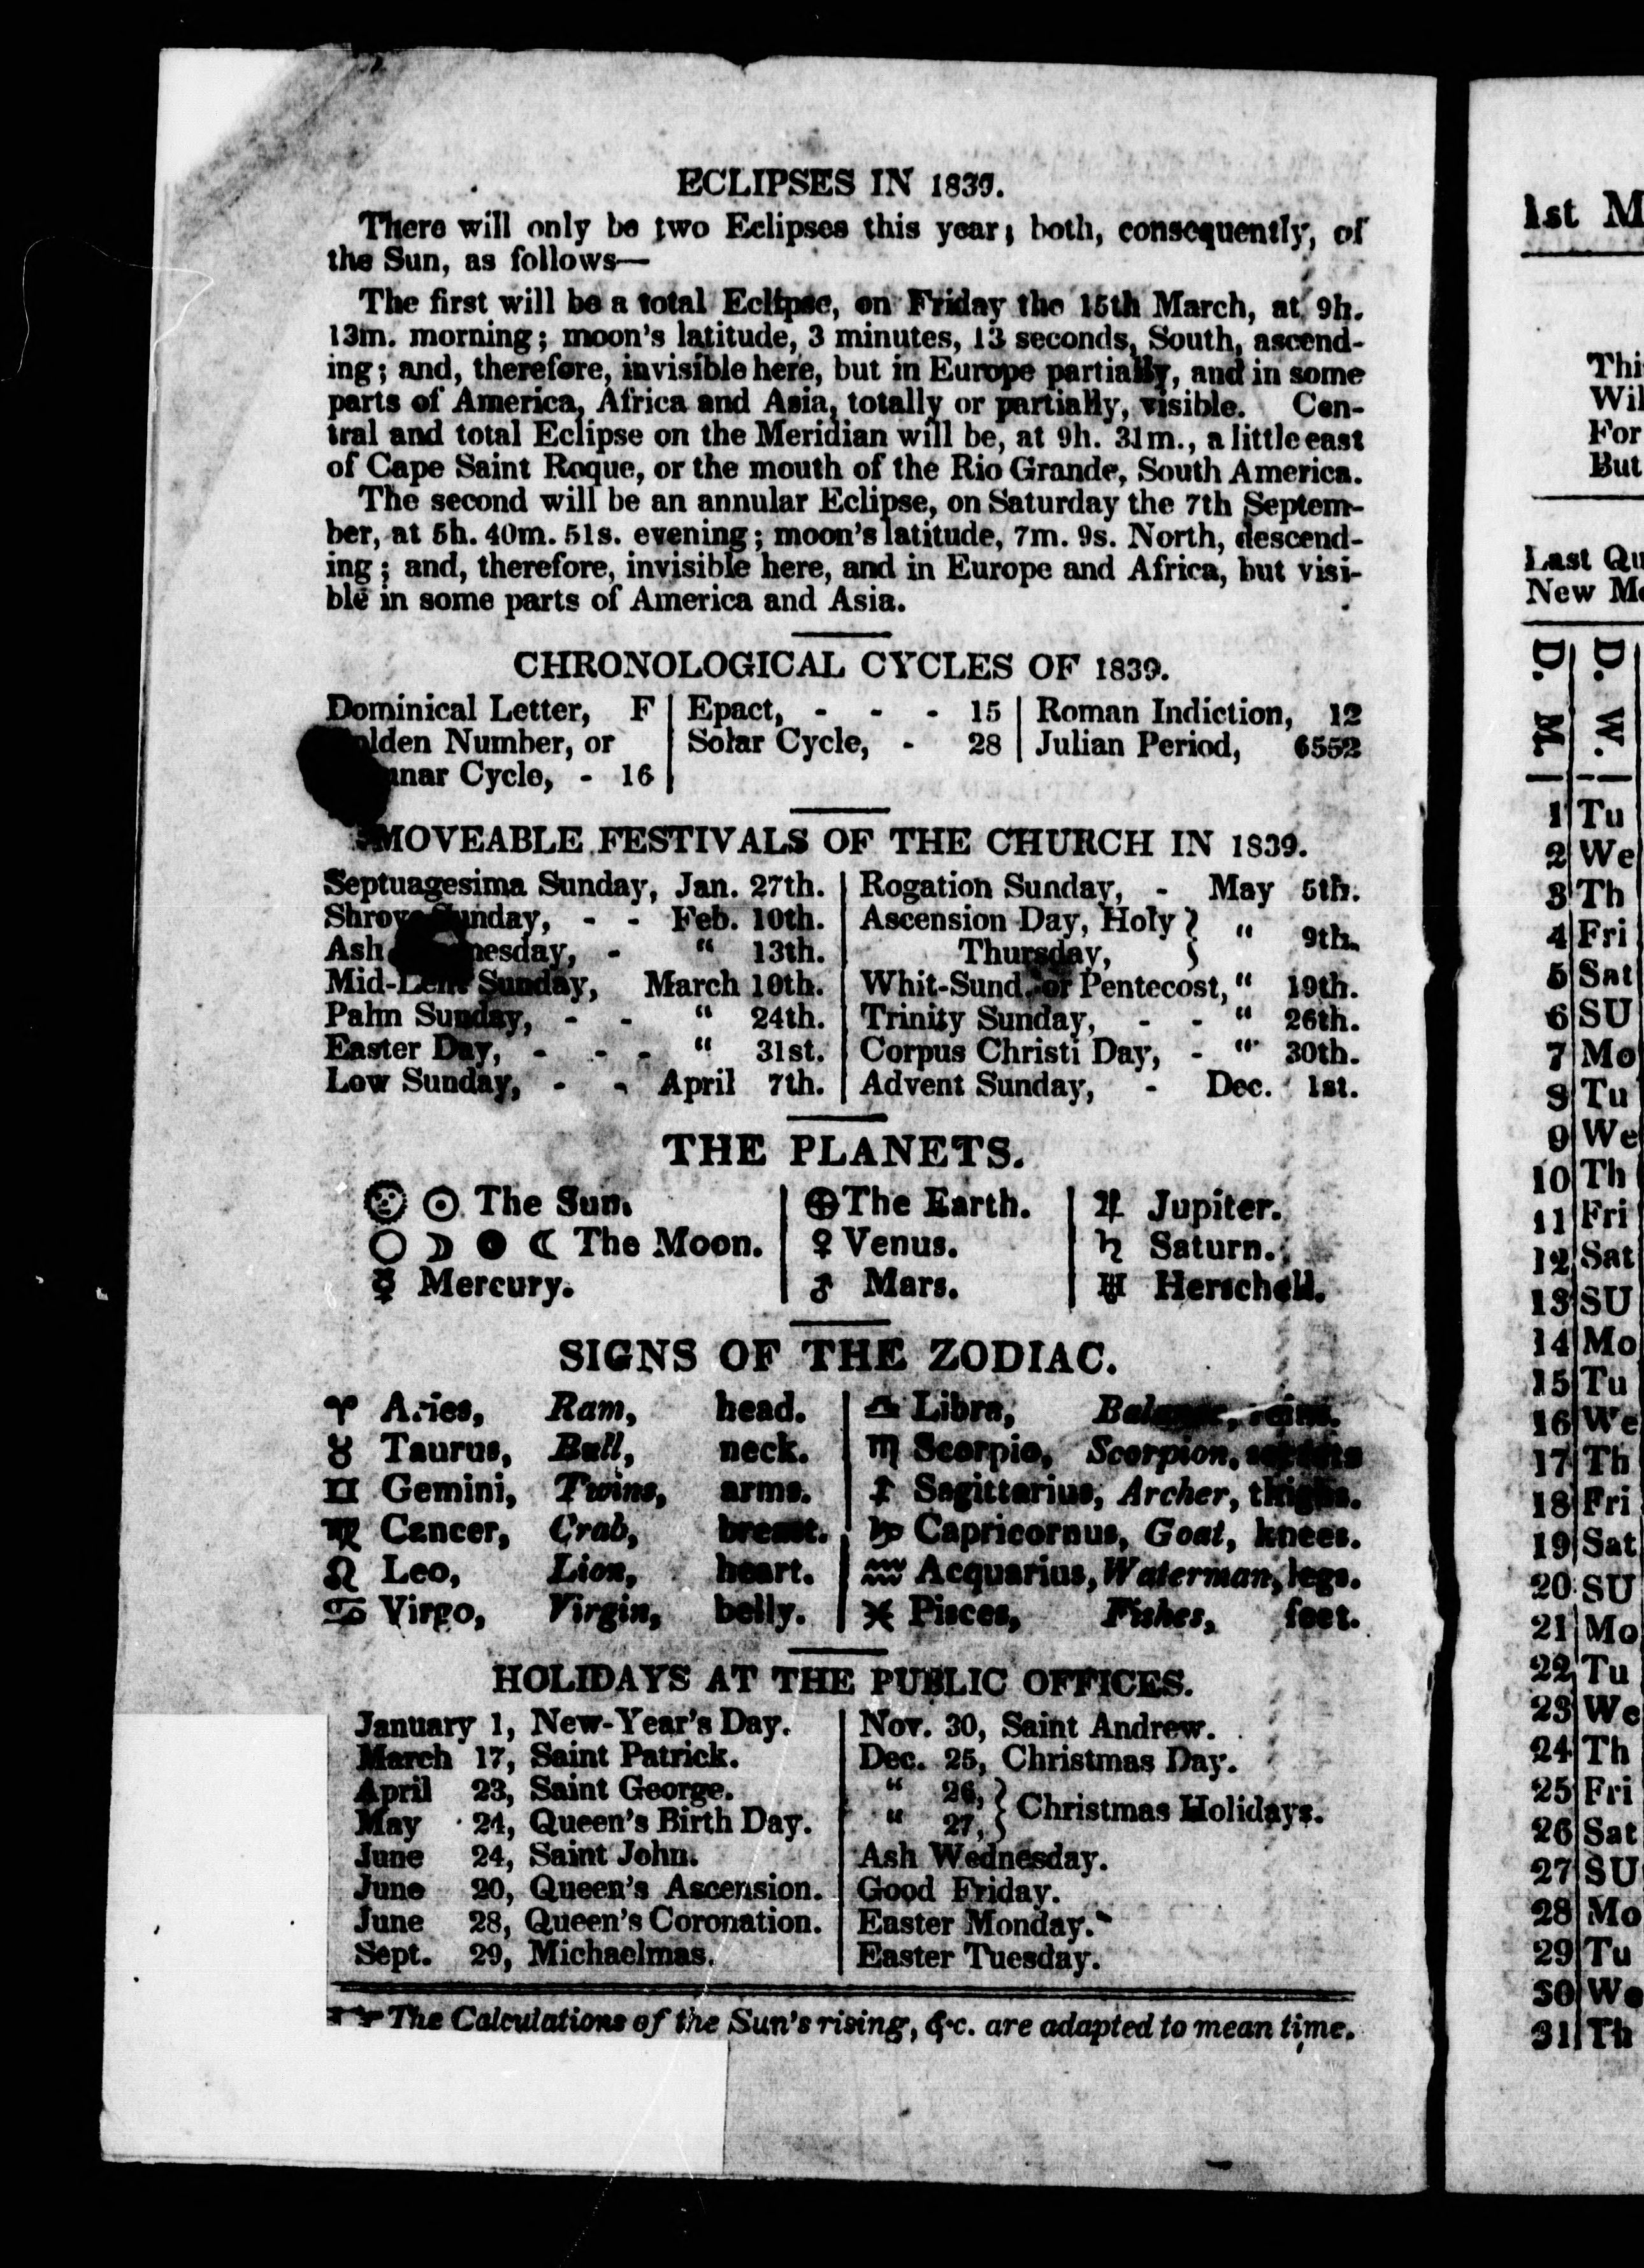 ECLIPSES IN 1839.
There will only be two Eclipses this year; both, consequently, of
the Sun, as follows—
The first will be a total Eclipse, on Friday the 15th March, at 9h.
13m. morning; moon's latitude, 3 minutes, 13 seconds, South, ascend-
ing; and, therefore, invisible here, but in Europe partially, and in some
parts of America, Africa and Asia, totally or partially, visible. Cen-
tral and total Eclipse on the Meridian will be, at 9h. 31m., a little east
of Cape Saint Roque, or the mouth of the Rio Grande, South America.
The second will be an annular Eclipse, on Saturday the 7th Septem-
ber, at 5h. 40m. 51s. evening; moon's latitude, 7m. 9s. North, descend-
ing; and, therefore, invisible here, and in Europe and Africa, but visi-
ble in some parts of America and Asia.
CHRONOLOGICAL CYCLES OF 1839.
Dominical Letter, F | Epact, - - - 15 | Roman Indiction, 12
Golden Number, or | Solar Cycle, - 28 | Julian Period, 6552
Lunar Cycle, - 16 |
MOVEABLE FESTIVALS OF THE CHURCH IN 1839.
Septuagesima Sunday, Jan. 27th. | Rogation Sunday, - May 5th.
Shrove Sunday, - - Feb. 10th. | Ascension Day, Holy } " 9th.
Ash Wednesday, - " 13th. | Thursday, }
Mid-Lent Sunday, March 10th. | Whit-Sund. or Pentecost, " 19th.
Palm Sunday, - - " 24th. | Trinity Sunday, - - " 26th.
Easter Day, - - - " 31st. | Corpus Christi Day, - " 30th.
Low Sunday, - - April 7th. | Advent Sunday, - Dec. 1st.
THE PLANETS.
☉ The Sun. | ⊕ The Earth. | ♃ Jupiter.
○ ☽ ● ☾ The Moon. | ♀ Venus. | ♄ Saturn.
☿ Mercury. | ♂ Mars. | ♅ Herschell.
SIGNS OF THE ZODIAC.
♈ Aries, Ram, head. | ♎ Libra, Balance, reins.
♉ Taurus, Bull, neck. | ♏ Scorpio, Scorpion,
♊ Gemini, Twins, arms. | ♐ Sagittarius, Archer, thighs.
♍ Cancer, Crab, breast. | ♑ Capricornus, Goat, knees.
♌ Leo, Lion, heart. | ♒ Acquarius, Waterman, legs.
♋ Virgo, Virgin, belly. | ♓ Pisces, Fishes, feet.
HOLIDAYS AT THE PUBLIC OFFICES.
January 1, New-Year's Day. | Nov. 30, Saint Andrew.
March 17, Saint Patrick. | Dec. 25, Christmas Day.
April 23, Saint George. | " 26, } Christmas Holidays.
May 24, Queen's Birth Day. | " 27, }
June 24, Saint John. | Ash Wednesday.
June 20, Queen's Ascension. | Good Friday.
June 28, Queen's Coronation. | Easter Monday.
Sept. 29, Michaelmas. | Easter Tuesday.
☞ The Calculations of the Sun's rising, &c. are adapted to mean time.
1st M
Thi
Wil
For
But
Last Qu
New Mo
D. M. | D. W.
1 Tu
2 We
3 Th
4 Fri
5 Sat
6 SU
7 Mo
8 Tu
9 We
10 Th
11 Fri
12 Sat
13 SU
14 Mo
15 Tu
16 We
17 Th
18 Fri
19 Sat
20 SU
21 Mo
22 Tu
23 We
24 Th
25 Fri
26 Sat
27 SU
28 Mo
29 Tu
30 We
31 Th